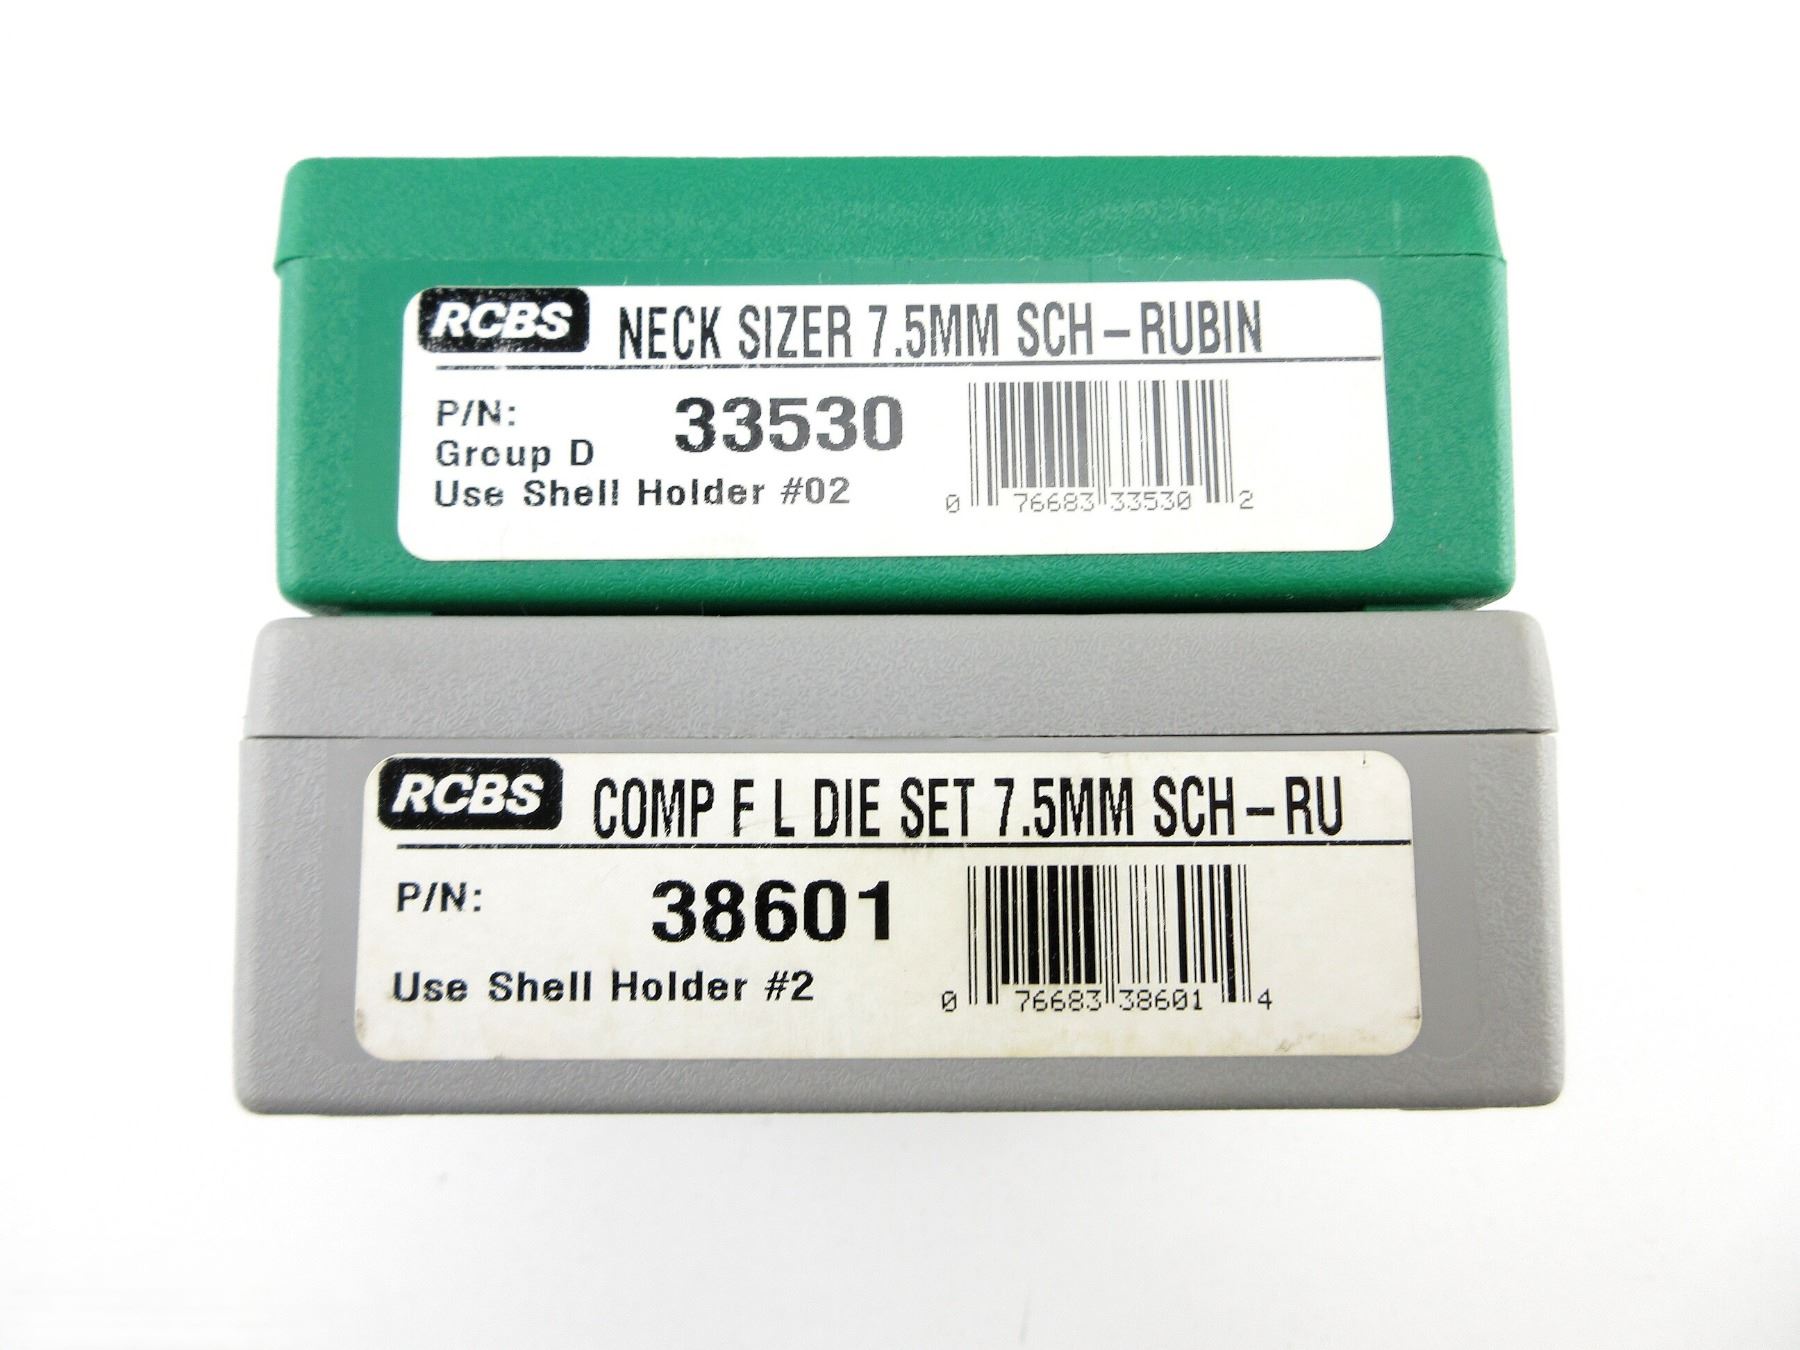 RCBS NECK SIZER 7.5MM SCH-RUBIN
P/N: 33530
Group D
Use Shell Holder #02
0 76683 33530 2
RCBS COMP F L DIE SET 7.5MM SCH-RU
P/N: 38601
Use Shell Holder #2
0 76683 38601 4